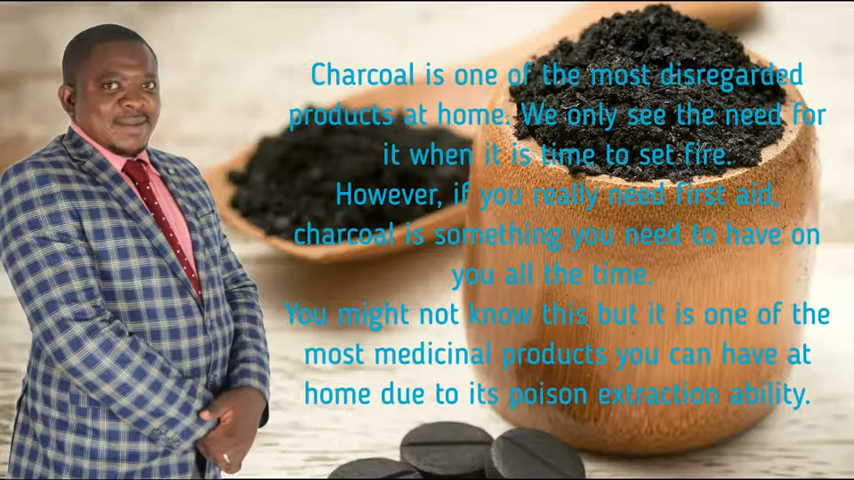 Charcoal is one of the most disregarded
products at home. We only see the need for
it when it is time to set fire.
However, if you really need first aid,
charcoal is something you need to have on
you all the time.
You might not know this but it is one of the
most medicinal products you can have at
home due to its poison extraction ability.